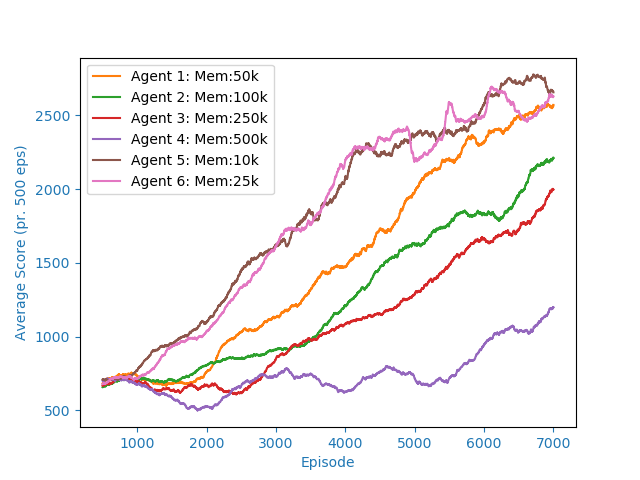 Agent 1: Mem:50k
Agent 2: Mem:100k
Agent 3: Mem:250k
Agent 4: Mem:500k
Agent 5: Mem:10k
Agent 6: Mem:25k
Average Score (pr. 500 eps)
2500
2000
1500
1000
500
1000 2000 3000 4000 5000 6000 7000
Episode